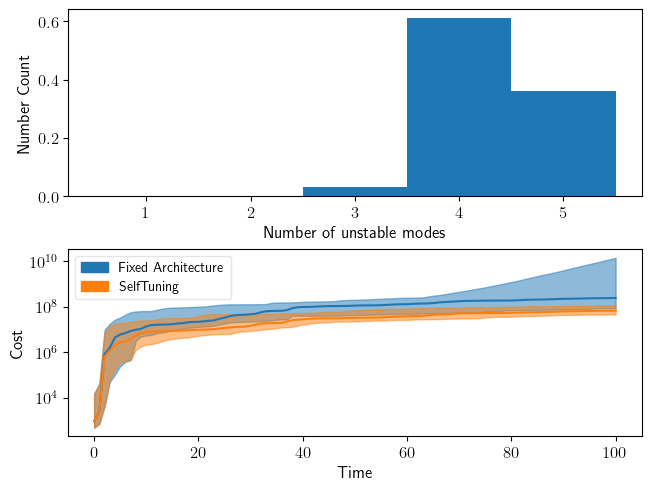 Number Count
0.6
0.4
0.2
0.0
1 2 3 4 5
Number of unstable modes
Cost
10^10
10^8
10^6
10^4
Fixed Architecture
SelfTuning
0 20 40 60 80 100
Time